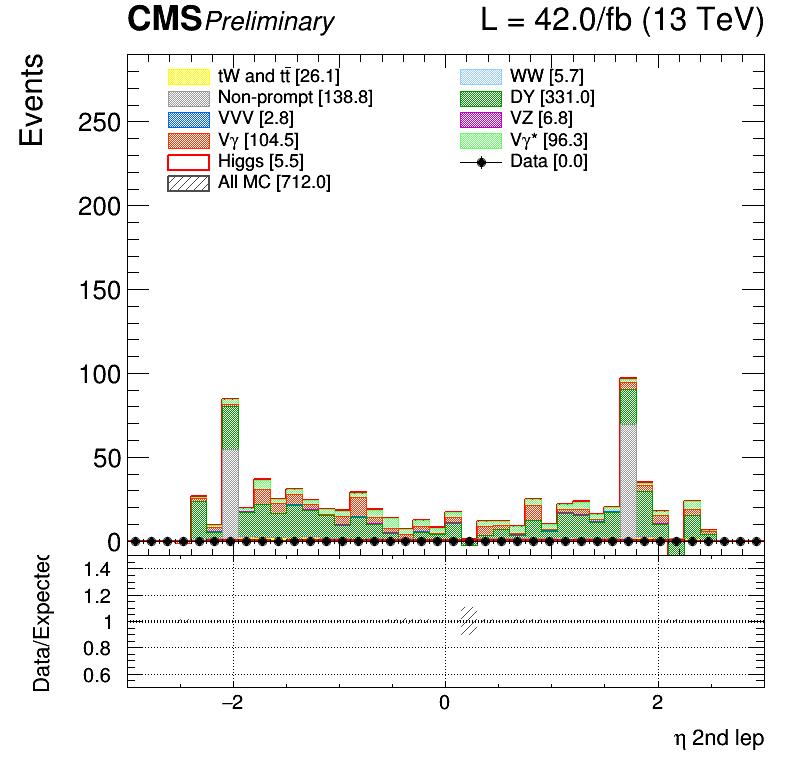 CMS Preliminary L = 42.0/fb (13 TeV)
Events
tW and tt̄ [26.1]
Non-prompt [138.8]
VVV [2.8]
Vγ [104.5]
Higgs [5.5]
All MC [712.0]
WW [5.7]
DY [331.0]
VZ [6.8]
Vγ* [96.3]
Data [0.0]
250
200
150
100
50
0
Data/Expected
1.4
1.2
1
0.8
0.6
−2 0 2
η 2nd lep